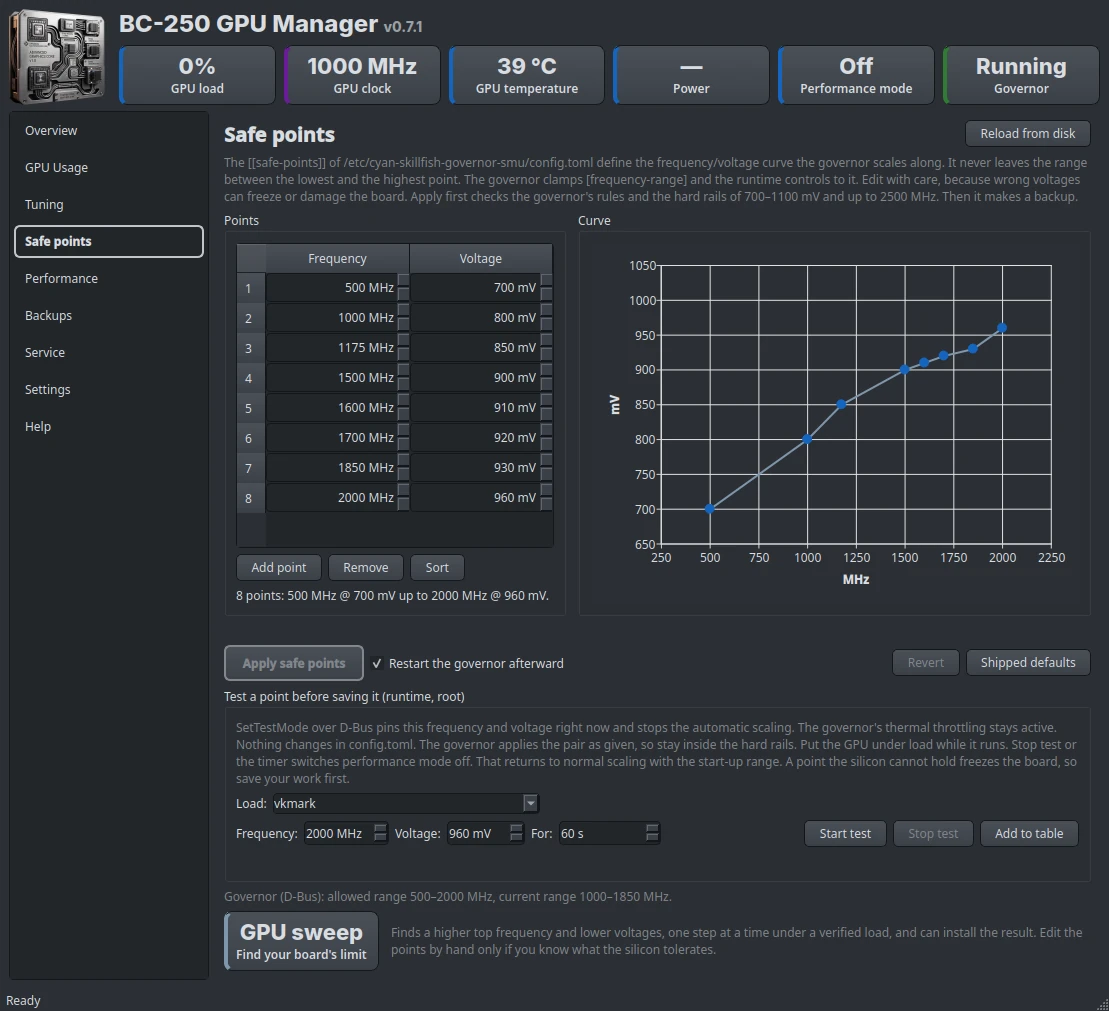 BC-250 GPU Manager v0.7.1
0%
GPU load
1000 MHz
GPU clock
39 °C
GPU temperature
—
Power
Off
Performance mode
Running
Governor
Overview
GPU Usage
Tuning
Safe points
Performance
Backups
Service
Settings
Help
Safe points
Reload from disk
The [[safe-points]] of /etc/cyan-skillfish-governor-smu/config.toml define the frequency/voltage curve the governor scales along. It never leaves the range
between the lowest and the highest point. The governor clamps [frequency-range] and the runtime controls to it. Edit with care, because wrong voltages
can freeze or damage the board. Apply first checks the governor's rules and the hard rails of 700–1100 mV and up to 2500 MHz. Then it makes a backup.
Points
Frequency Voltage
1 500 MHz 700 mV
2 1000 MHz 800 mV
3 1175 MHz 850 mV
4 1500 MHz 900 mV
5 1600 MHz 910 mV
6 1700 MHz 920 mV
7 1850 MHz 930 mV
8 2000 MHz 960 mV
Add point
Remove
Sort
8 points: 500 MHz @ 700 mV up to 2000 MHz @ 960 mV.
Curve
1050
1000
950
900
850
800
750
700
650
mV
250 500 750 1000 1250 1500 1750 2000 2250
MHz
Apply safe points
✓ Restart the governor afterward
Revert
Shipped defaults
Test a point before saving it (runtime, root)
SetTestMode over D-Bus pins this frequency and voltage right now and stops the automatic scaling. The governor's thermal throttling stays active.
Nothing changes in config.toml. The governor applies the pair as given, so stay inside the hard rails. Put the GPU under load while it runs. Stop test or
the timer switches performance mode off. That returns to normal scaling with the start-up range. A point the silicon cannot hold freezes the board, so
save your work first.
Load: vkmark
Frequency: 2000 MHz Voltage: 960 mV For: 60 s
Start test
Stop test
Add to table
Governor (D-Bus): allowed range 500–2000 MHz, current range 1000–1850 MHz.
GPU sweep
Find your board's limit
Finds a higher top frequency and lower voltages, one step at a time under a verified load, and can install the result. Edit the
points by hand only if you know what the silicon tolerates.
Ready